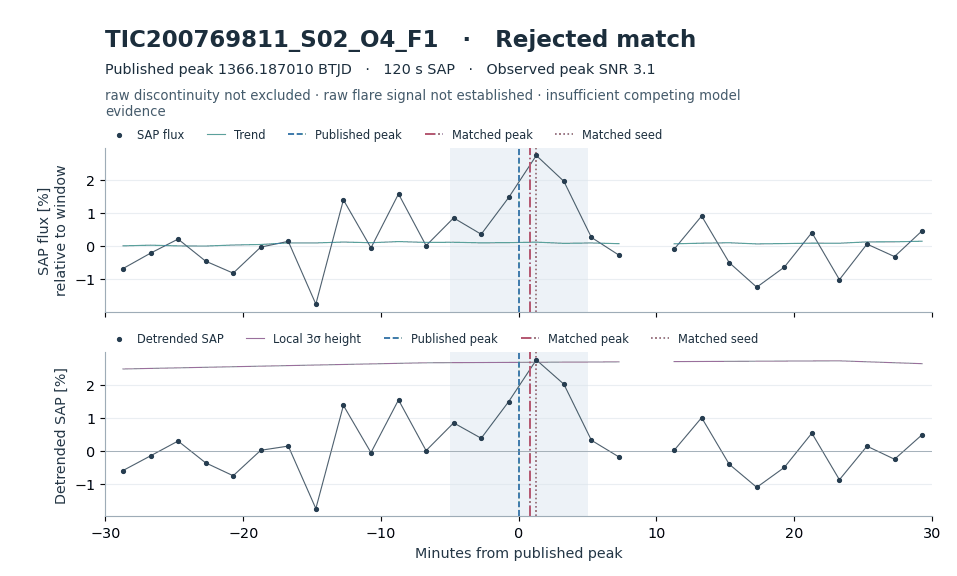 TIC200769811_S02_O4_F1 · Rejected match
Published peak 1366.187010 BTJD · 120 s SAP · Observed peak SNR 3.1
raw discontinuity not excluded · raw flare signal not established · insufficient competing model
evidence
SAP flux Trend Published peak Matched peak Matched seed
SAP flux [%]
relative to window
2
1
0
−1
Detrended SAP Local 3σ height Published peak Matched peak Matched seed
Detrended SAP [%]
2
1
0
−1
−30 −20 −10 0 10 20 30
Minutes from published peak